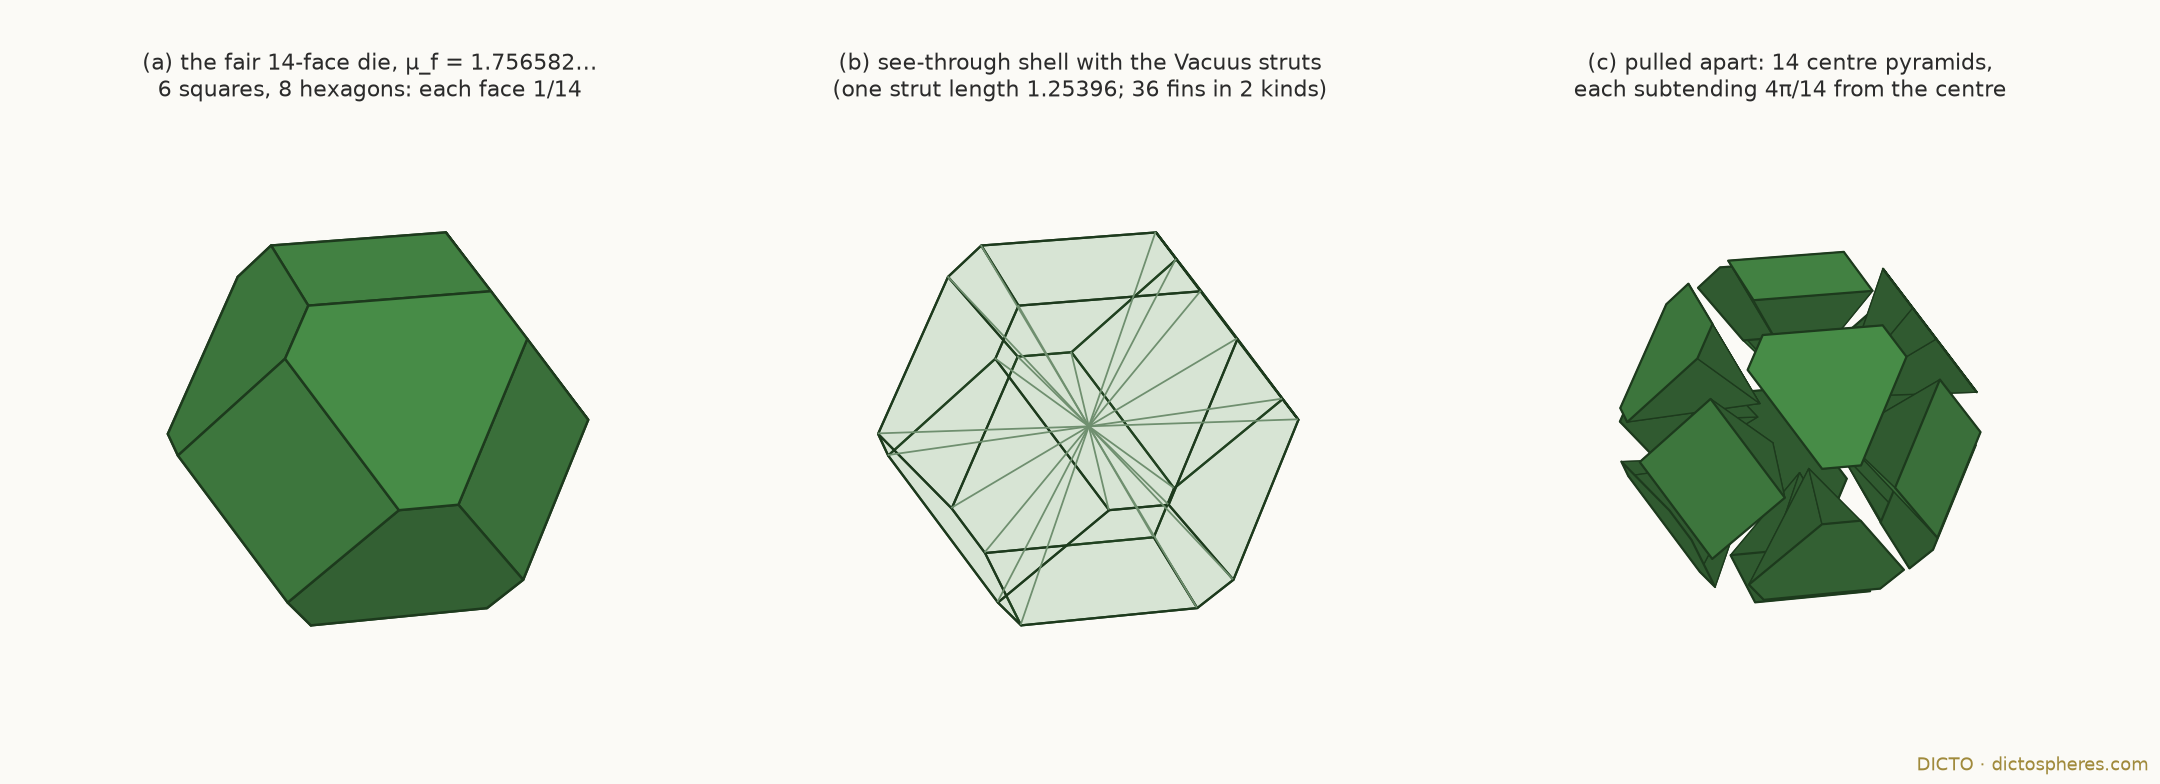 (a) the fair 14-face die, μ_f = 1.756582…
6 squares, 8 hexagons: each face 1/14
(b) see-through shell with the Vacuus struts
(one strut length 1.25396; 36 fins in 2 kinds)
(c) pulled apart: 14 centre pyramids,
each subtending 4π/14 from the centre
DICTO · dictospheres.com